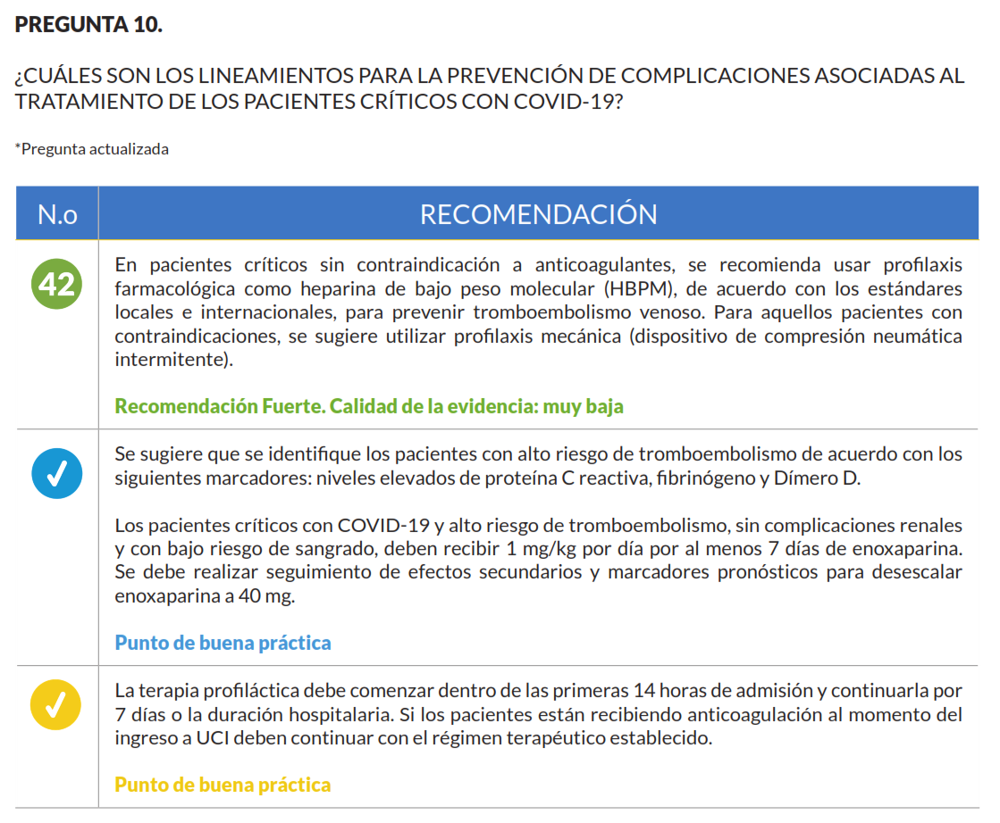 PREGUNTA 10.
¿CUÁLES SON LOS LINEAMIENTOS PARA LA PREVENCIÓN DE COMPLICACIONES ASOCIADAS AL
TRATAMIENTO DE LOS PACIENTES CRÍTICOS CON COVID-19?
*Pregunta actualizada
N.o RECOMENDACIÓN
42
En pacientes críticos sin contraindicación a anticoagulantes, se recomienda usar profilaxis
farmacológica como heparina de bajo peso molecular (HBPM), de acuerdo con los estándares
locales e internacionales, para prevenir tromboembolismo venoso. Para aquellos pacientes con
contraindicaciones, se sugiere utilizar profilaxis mecánica (dispositivo de compresión neumática
intermitente).
Recomendación Fuerte. Calidad de la evidencia: muy baja
Se sugiere que se identifique los pacientes con alto riesgo de tromboembolismo de acuerdo con los
siguientes marcadores: niveles elevados de proteína C reactiva, fibrinógeno y Dímero D.
Los pacientes críticos con COVID-19 y alto riesgo de tromboembolismo, sin complicaciones renales
y con bajo riesgo de sangrado, deben recibir 1 mg/kg por día por al menos 7 días de enoxaparina.
Se debe realizar seguimiento de efectos secundarios y marcadores pronósticos para desescalar
enoxaparina a 40 mg.
Punto de buena práctica
La terapia profiláctica debe comenzar dentro de las primeras 14 horas de admisión y continuarla por
7 días o la duración hospitalaria. Si los pacientes están recibiendo anticoagulación al momento del
ingreso a UCI deben continuar con el régimen terapéutico establecido.
Punto de buena práctica